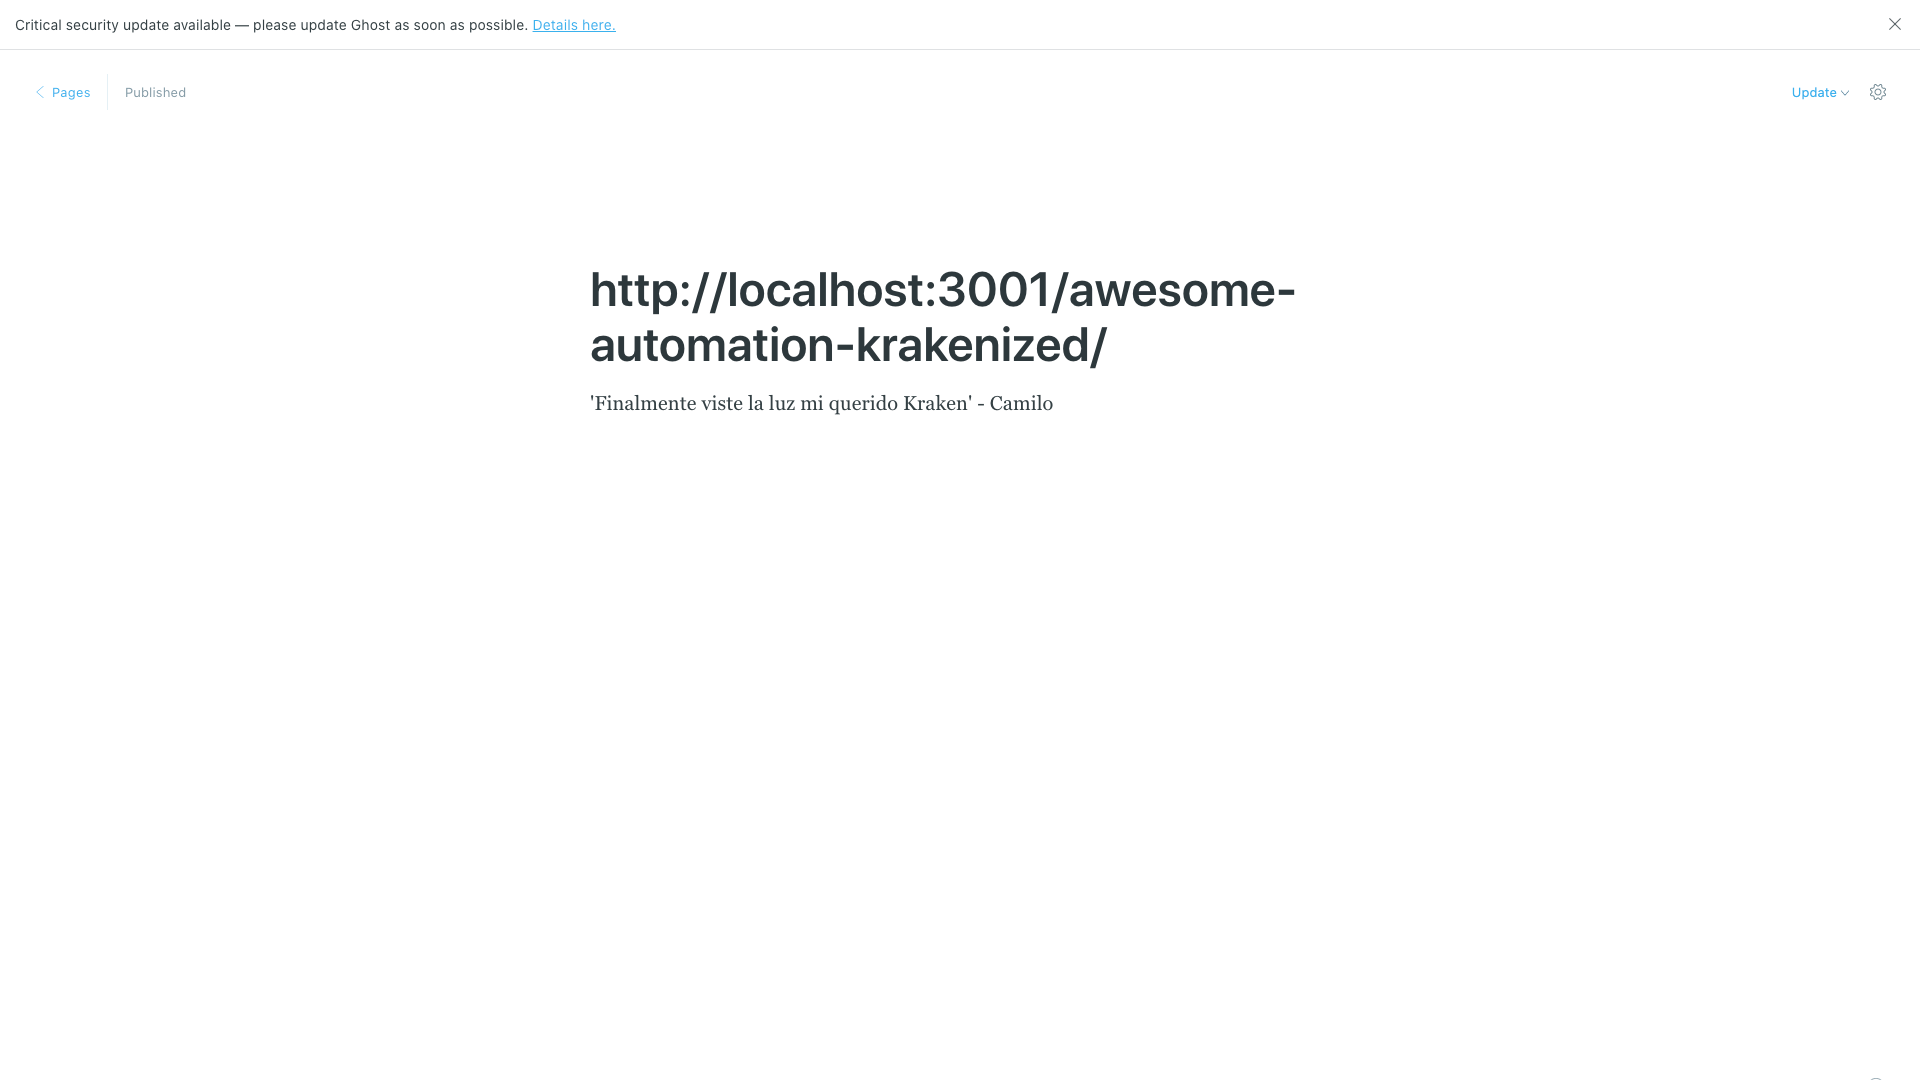 Critical security update available — please update Ghost as soon as possible. Details here.
Pages
Published
Update
http://localhost:3001/awesome-
automation-krakenized/
'Finalmente viste la luz mi querido Kraken' - Camilo